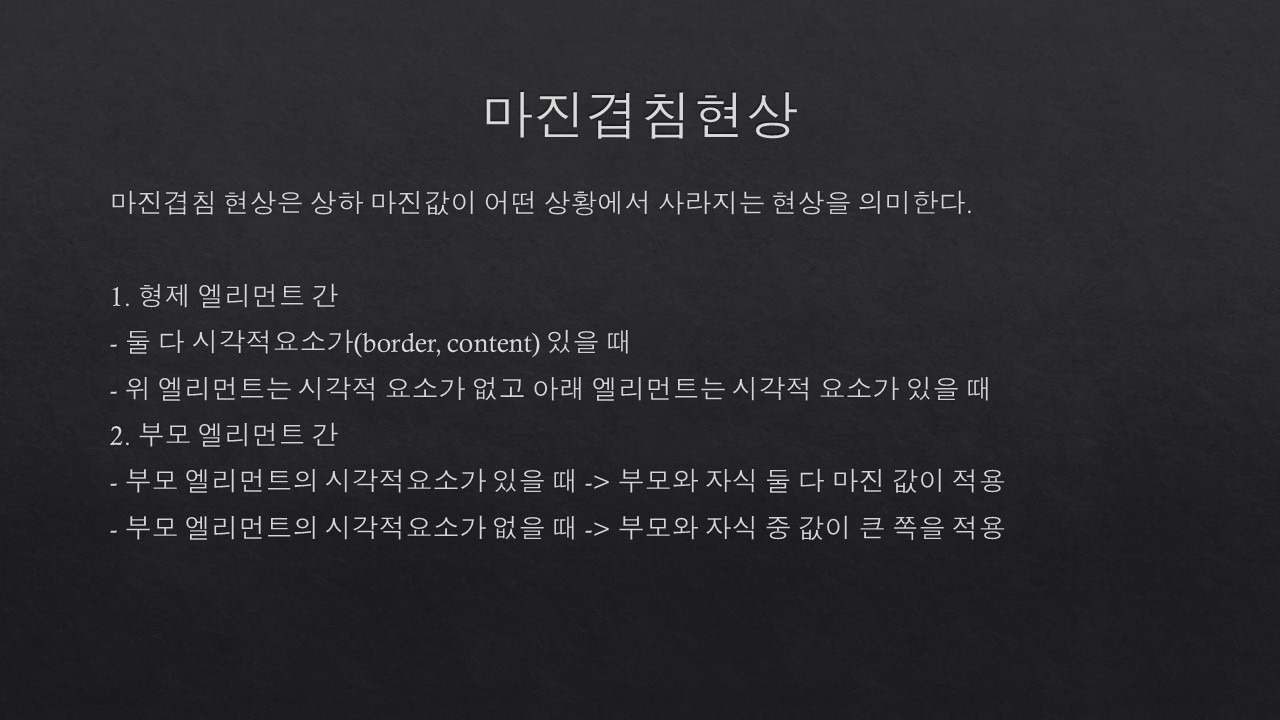 마진겹침현상
마진겹침 현상은 상하 마진값이 어떤 상황에서 사라지는 현상을 의미한다.
1. 형제 엘리먼트 간
- 둘 다 시각적요소가(border, content) 있을 때
- 위 엘리먼트는 시각적 요소가 없고 아래 엘리먼트는 시각적 요소가 있을 때
2. 부모 엘리먼트 간
- 부모 엘리먼트의 시각적요소가 있을 때 -> 부모와 자식 둘 다 마진 값이 적용
- 부모 엘리먼트의 시각적요소가 없을 때 -> 부모와 자식 중 값이 큰 쪽을 적용